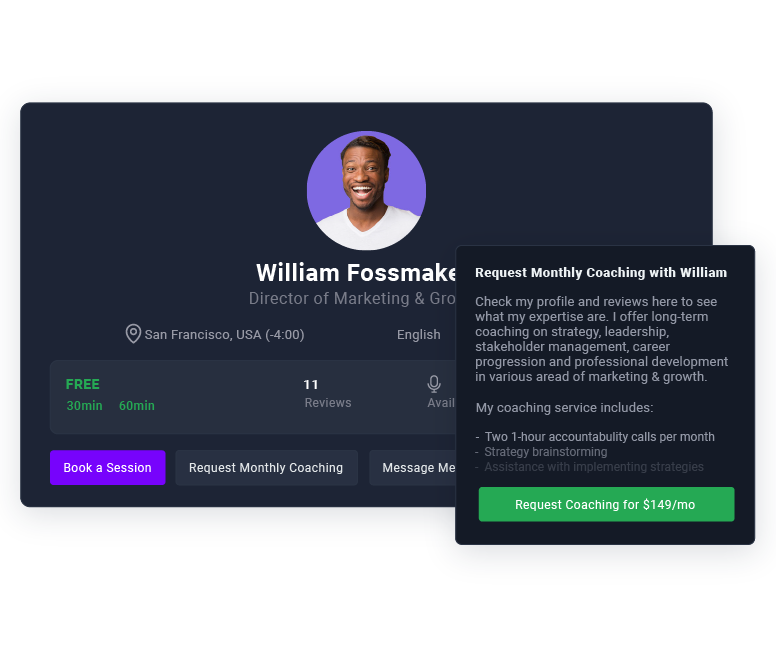 William Fossmake
Director of Marketing & Gro
San Francisco, USA (-4:00)
English
FREE
30min 60min
11
Reviews
Avail
Book a Session
Request Monthly Coaching
Message Me
Request Monthly Coaching with William
Check my profile and reviews here to see
what my expertise are. I offer long-term
coaching on strategy, leadership,
stakeholder management, career
progression and professional development
in various aread of marketing & growth.
My coaching service includes:
- Two 1-hour accountabulity calls per month
- Strategy brainstorming
- Assistance with implementing strategies
Request Coaching for $149/mo